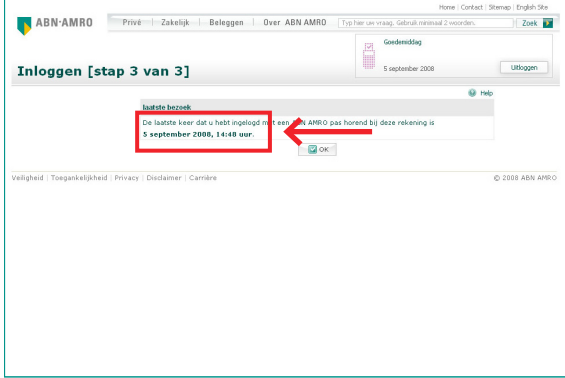 Home | Contact | Sitemap | English Site
ABN·AMRO
Privé | Zakelijk | Beleggen | Over ABN AMRO
Typ hier uw vraag. Gebruik minimaal 2 woorden.
Zoek
Goedemiddag
5 september 2008
Uitloggen
Inloggen [stap 3 van 3]
Help
laatste bezoek
De laatste keer dat u hebt ingelogd met een ABN AMRO pas horend bij deze rekening is
5 september 2008, 14:48 uur.
OK
Veiligheid | Toegankelijkheid | Privacy | Disclaimer | Carrière
© 2008 ABN AMRO